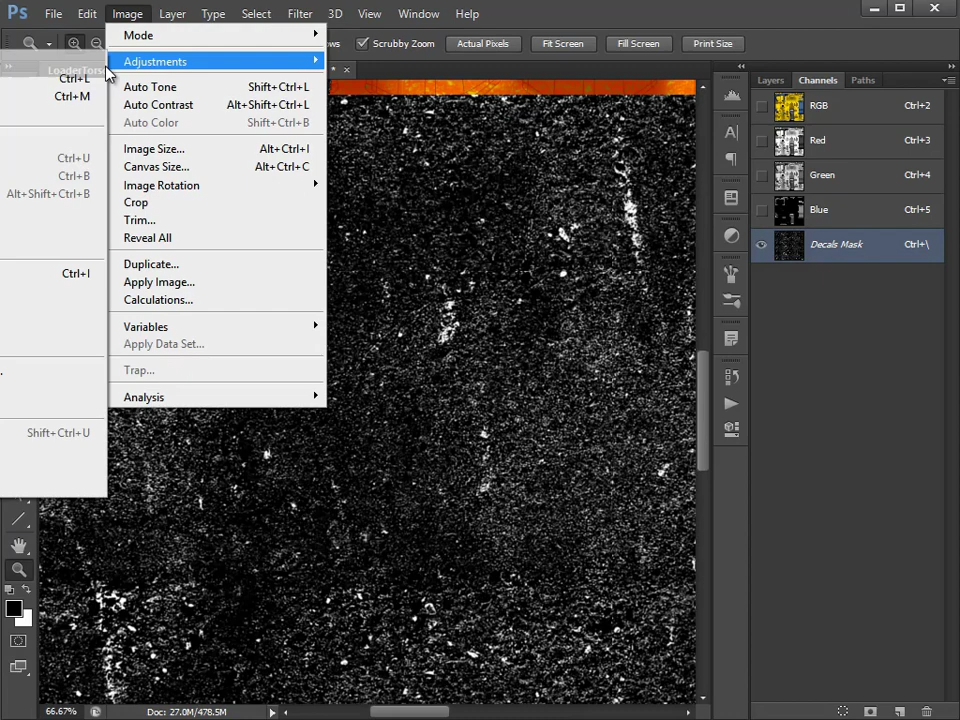 Ps File Edit Image Layer Type Select Filter 3D View Window Help
Scrubby Zoom Actual Pixels Fit Screen Fill Screen Print Size
Mode
Adjustments
Auto Tone Shift+Ctrl+L
Auto Contrast Alt+Shift+Ctrl+L
Auto Color Shift+Ctrl+B
Image Size... Alt+Ctrl+I
Canvas Size... Alt+Ctrl+C
Image Rotation
Crop
Trim...
Reveal All
Duplicate...
Apply Image...
Calculations...
Variables
Apply Data Set...
Trap...
Analysis
Ctrl+L
Ctrl+M
Ctrl+U
Ctrl+B
Alt+Shift+Ctrl+B
Ctrl+I
Shift+Ctrl+U
Layers Channels Paths
RGB Ctrl+2
Red Ctrl+3
Green Ctrl+4
Blue Ctrl+5
Decals Mask Ctrl+\
66.67% Doc: 27.0M/478.5M